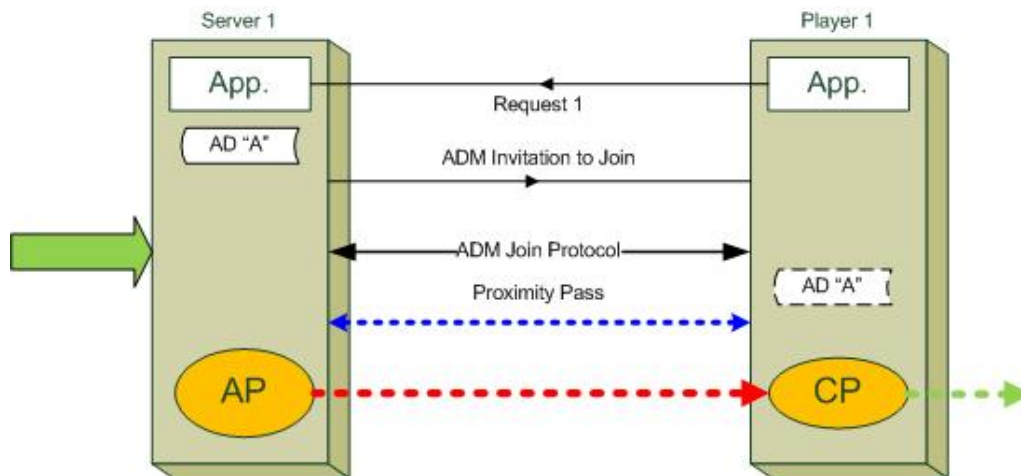 Server 1
Player 1
App.
App.
Request 1
AD “A”
ADM Invitation to Join
ADM Join Protocol
AD “A”
Proximity Pass
AP
CP